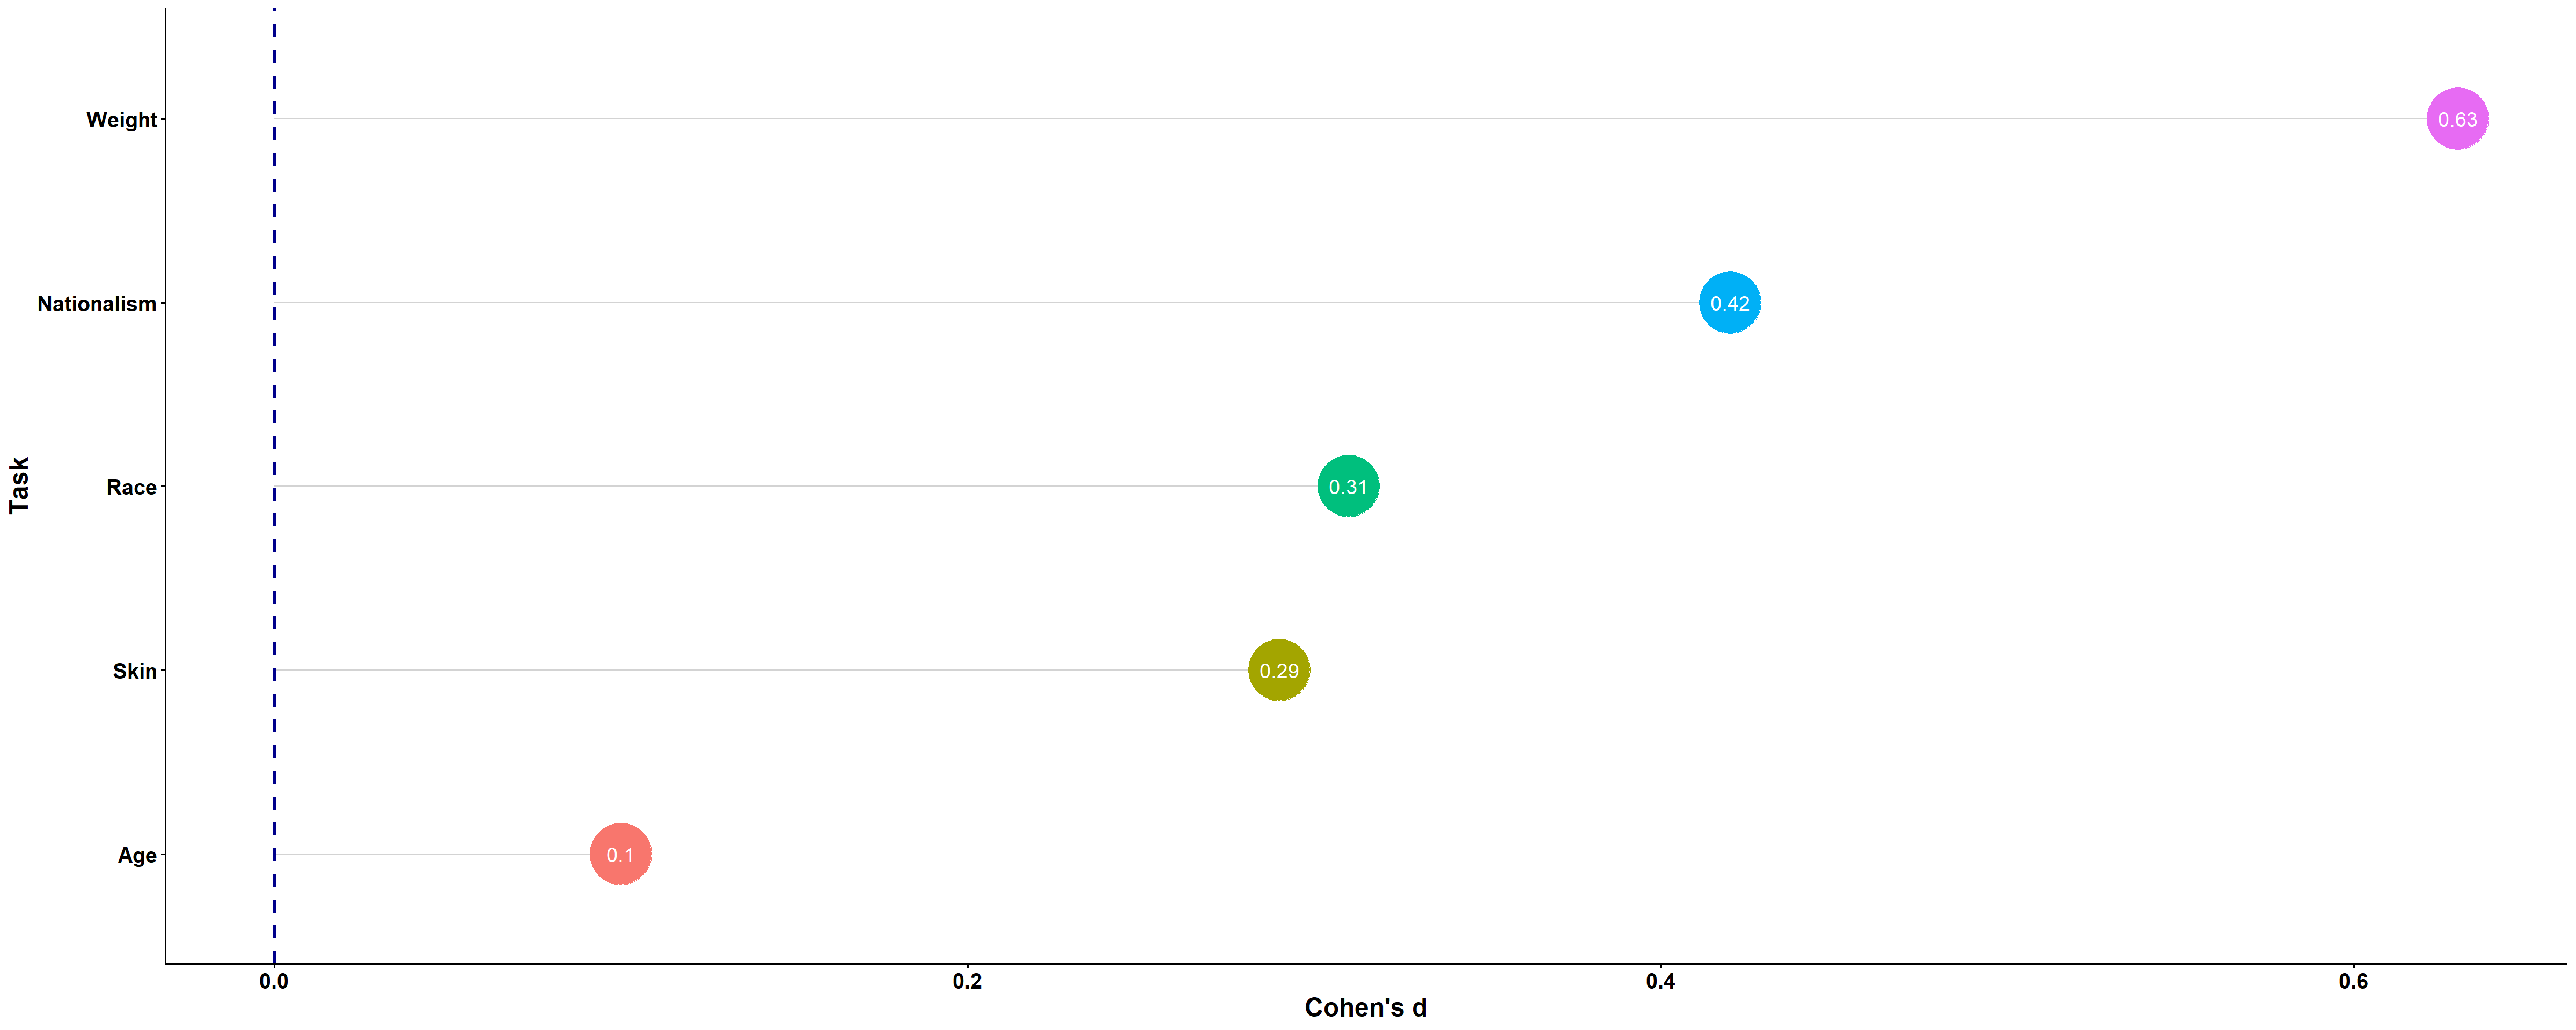 Weight
0.63
Nationalism
0.42
Task
Race
0.31
Skin
0.29
Age
0.1
0.0 0.2 0.4 0.6
Cohen's d